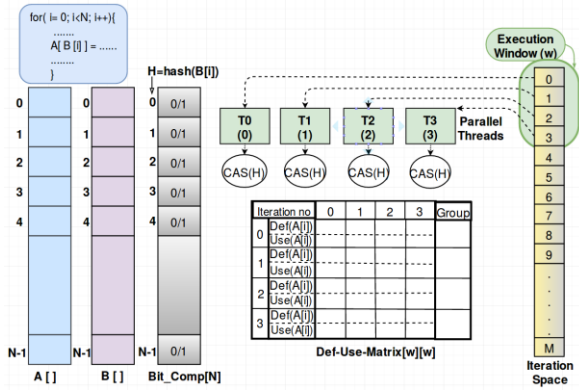 for( i= 0; i<N; i++){
.......
A[ B [i] ] = ......
........
}
H=hash(B[i])
Execution
Window (w)
0
1
2
3
4
N-1
A [ ]
0
1
2
3
4
N-1
B [ ]
0
1
2
3
4
N-1
0/1
0/1
0/1
0/1
0/1
0/1
Bit_Comp[N]
T0
(0)
T1
(1)
T2
(2)
T3
(3)
Parallel
Threads
CAS(H)
CAS(H)
CAS(H)
CAS(H)
Iteration no 0 1 2 3 Group
0 Def(A[i])
Use(A[i])
1 Def(A[i])
Use(A[i])
2 Def(A[i])
Use(A[i])
3 Def(A[i])
Use(A[i])
Def-Use-Matrix[w][w]
0
1
2
3
4
5
6
7
8
9
.
.
.
.
M
Iteration
Space